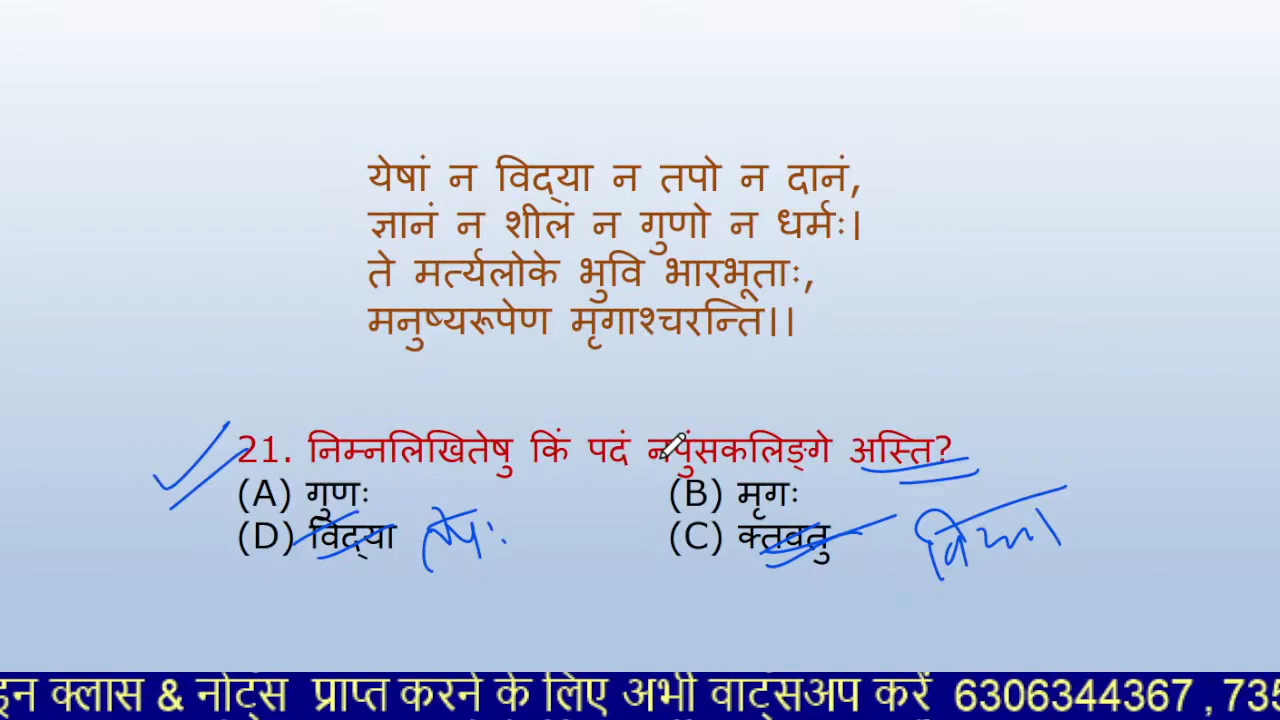 येषां न विद्या न तपो न दानं,
ज्ञानं न शीलं न गुणो न धर्मः।
ते मर्त्यलोके भुवि भारभूताः,
मनुष्यरूपेण मृगाश्चरन्ति।।
21. निम्नलिखितेषु किं पदं नपुंसकलिङ्गे अस्ति?
(A) गुणः (B) मृगः
(D) विद्या तपः (C) क्तवतु विद्या
इन क्लास & नोट्स प्राप्त करने के लिए अभी वाट्सअप करें 6306344367 , 735